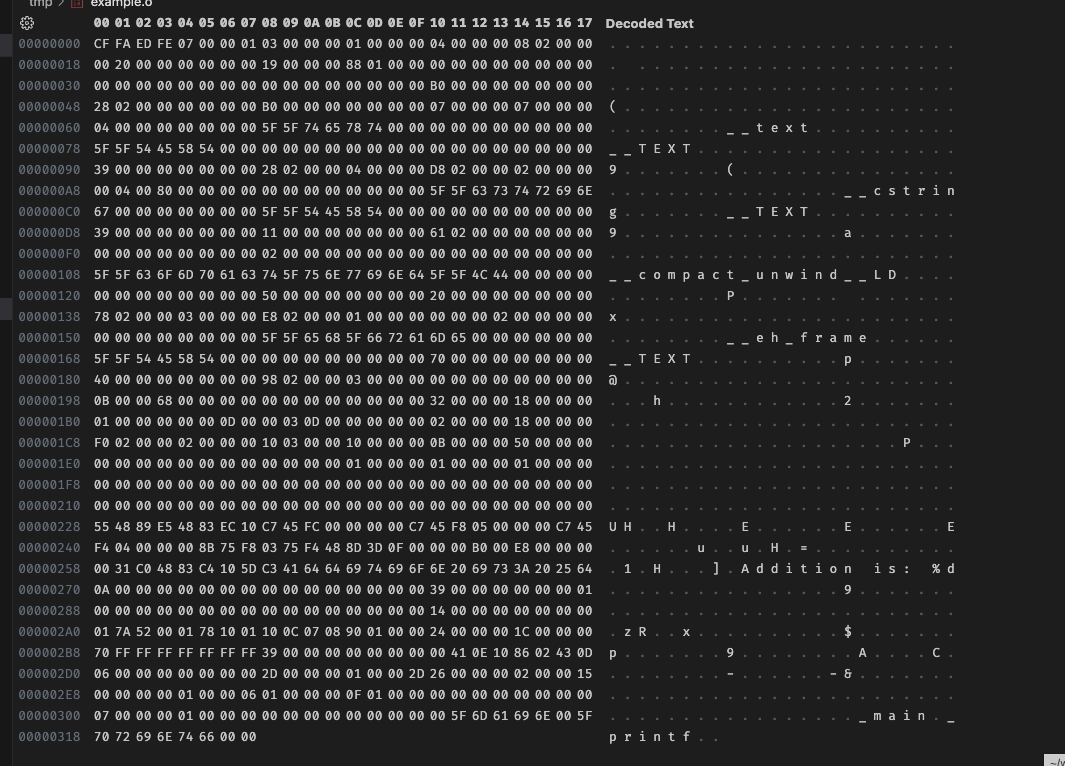 tmp > example.o
00 01 02 03 04 05 06 07 08 09 0A 0B 0C 0D 0E 0F 10 11 12 13 14 15 16 17 Decoded Text
00000000 CF FA ED FE 07 00 00 01 03 00 00 00 01 00 00 00 04 00 00 00 08 02 00 00 ........................
00000018 00 20 00 00 00 00 00 00 19 00 00 00 88 01 00 00 00 00 00 00 00 00 00 00 . ......................
00000030 00 00 00 00 00 00 00 00 00 00 00 00 00 00 00 00 B0 00 00 00 00 00 00 00 ........................
00000048 28 02 00 00 00 00 00 00 B0 00 00 00 00 00 00 00 07 00 00 00 07 00 00 00 (.......................
00000060 04 00 00 00 00 00 00 00 5F 5F 74 65 78 74 00 00 00 00 00 00 00 00 00 00 ........__text..........
00000078 5F 5F 54 45 58 54 00 00 00 00 00 00 00 00 00 00 00 00 00 00 00 00 00 00 __TEXT..................
00000090 39 00 00 00 00 00 00 00 28 02 00 00 04 00 00 00 D8 02 00 00 02 00 00 00 9.......(...............
000000A8 00 04 00 80 00 00 00 00 00 00 00 00 00 00 00 00 5F 5F 63 73 74 72 69 6E ................__cstrin
000000C0 67 00 00 00 00 00 00 00 5F 5F 54 45 58 54 00 00 00 00 00 00 00 00 00 00 g.......__TEXT..........
000000D8 39 00 00 00 00 00 00 00 11 00 00 00 00 00 00 00 61 02 00 00 00 00 00 00 9...............a.......
000000F0 00 00 00 00 00 00 00 00 02 00 00 00 00 00 00 00 00 00 00 00 00 00 00 00 ........................
00000108 5F 5F 63 6F 6D 70 61 63 74 5F 75 6E 77 69 6E 64 5F 5F 4C 44 00 00 00 00 __compact_unwind__LD....
00000120 00 00 00 00 00 00 00 00 50 00 00 00 00 00 00 00 20 00 00 00 00 00 00 00 ........P....... .......
00000138 78 02 00 00 03 00 00 00 E8 02 00 00 01 00 00 00 00 00 00 02 00 00 00 00 x.......................
00000150 00 00 00 00 00 00 00 00 5F 5F 65 68 5F 66 72 61 6D 65 00 00 00 00 00 00 ........__eh_frame......
00000168 5F 5F 54 45 58 54 00 00 00 00 00 00 00 00 00 00 70 00 00 00 00 00 00 00 __TEXT..........p.......
00000180 40 00 00 00 00 00 00 00 98 02 00 00 03 00 00 00 00 00 00 00 00 00 00 00 @.......................
00000198 0B 00 00 68 00 00 00 00 00 00 00 00 00 00 00 00 32 00 00 00 18 00 00 00 ...h............2.......
000001B0 01 00 00 00 00 00 0D 00 00 03 0D 00 00 00 00 00 02 00 00 00 18 00 00 00 ........................
000001C8 F0 02 00 00 02 00 00 00 10 03 00 00 10 00 00 00 0B 00 00 00 50 00 00 00 ....................P...
000001E0 00 00 00 00 00 00 00 00 00 00 00 00 01 00 00 00 01 00 00 00 01 00 00 00 ........................
000001F8 00 00 00 00 00 00 00 00 00 00 00 00 00 00 00 00 00 00 00 00 00 00 00 00 ........................
00000210 00 00 00 00 00 00 00 00 00 00 00 00 00 00 00 00 00 00 00 00 00 00 00 00 ........................
00000228 55 48 89 E5 48 83 EC 10 C7 45 FC 00 00 00 00 C7 45 F8 05 00 00 00 C7 45 UH..H....E......E......E
00000240 F4 04 00 00 00 8B 75 F8 03 75 F4 48 8D 3D 0F 00 00 00 B0 00 E8 00 00 00 ......u..u.H.=..........
00000258 00 31 C0 48 83 C4 10 5D C3 41 64 64 69 74 69 6F 6E 20 69 73 3A 20 25 64 .1.H...].Addition is: %d
00000270 0A 00 00 00 00 00 00 00 00 00 00 00 00 00 00 00 39 00 00 00 00 00 00 01 ................9.......
00000288 00 00 00 00 00 00 00 00 00 00 00 00 00 00 00 00 14 00 00 00 00 00 00 00 ........................
000002A0 01 7A 52 00 01 78 10 01 10 0C 07 08 90 01 00 00 24 00 00 00 1C 00 00 00 .zR..x..........$.......
000002B8 70 FF FF FF FF FF FF FF 39 00 00 00 00 00 00 00 00 41 0E 10 86 02 43 0D p.......9........A....C.
000002D0 06 00 00 00 00 00 00 00 2D 00 00 00 01 00 00 2D 26 00 00 00 02 00 00 15 ........-......-&.......
000002E8 00 00 00 00 01 00 00 06 01 00 00 00 0F 01 00 00 00 00 00 00 00 00 00 00 ........................
00000300 07 00 00 00 01 00 00 00 00 00 00 00 00 00 00 00 00 5F 6D 61 69 6E 00 5F ................._main._
00000318 70 72 69 6E 74 66 00 00 printf..